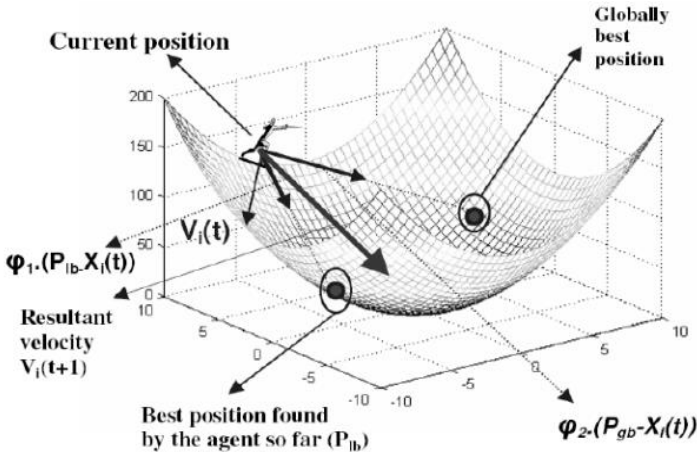 Globally
best
position
Current position
200
150
100
50
0
V_i(t)
φ₁.(P_lb-X_i(t))
Resultant
velocity
V_i(t+1)
10
5
0
-5
-10
-10
-5
0
5
10
Best position found
by the agent so far (P_lb)
φ₂.(P_gb-X_i(t))